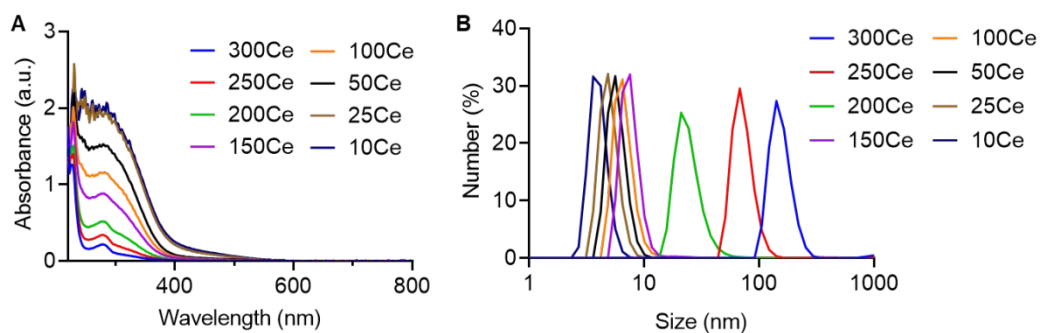 A
Absorbance (a.u.)
3
2
1
0
300Ce 100Ce
250Ce 50Ce
200Ce 25Ce
150Ce 10Ce
400 600 800
Wavelength (nm)
B
Number (%)
40
30
20
10
0
300Ce 100Ce
250Ce 50Ce
200Ce 25Ce
150Ce 10Ce
1 10 100 1000
Size (nm)